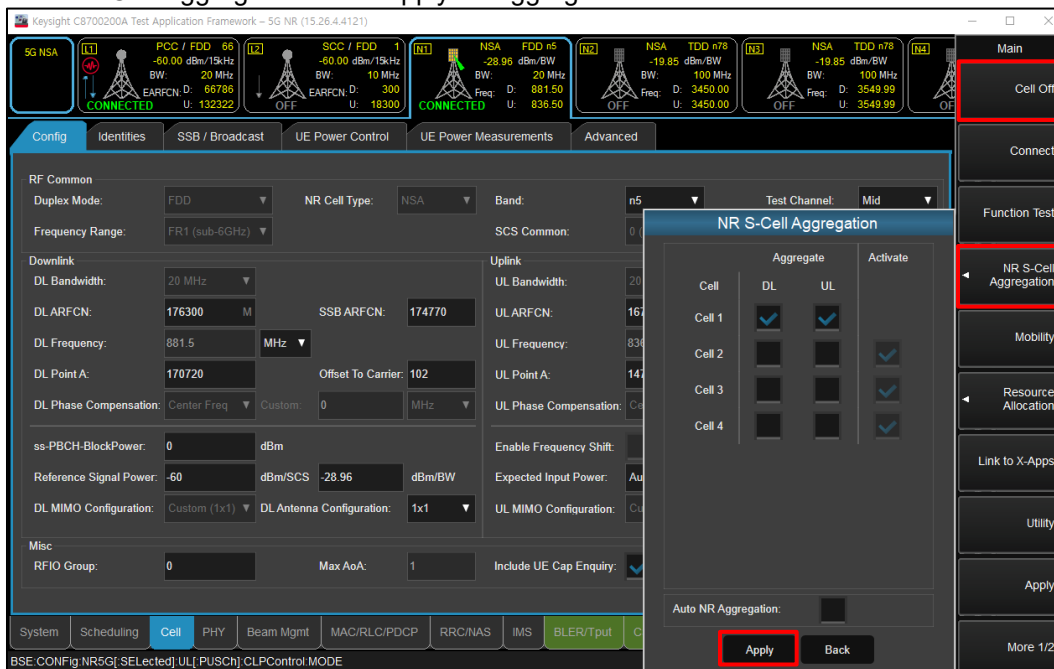 Keysight C8700200A Test Application Framework – 5G NR (15.26.4.4121)
5G NSA
L1 PCC / FDD 66
-60.00 dBm/15kHz
BW: 20 MHz
EARFCN: D: 66786
U: 132322
CONNECTED
L2 SCC / FDD 1
-60.00 dBm/15kHz
BW: 10 MHz
EARFCN: D: 300
U: 18300
OFF
N1 NSA FDD n5
-28.96 dBm/BW
BW: 20 MHz
Freq: D: 881.50
U: 836.50
CONNECTED
N2 NSA TDD n78
-19.85 dBm/BW
BW: 100 MHz
Freq: D: 3450.00
U: 3450.00
OFF
N3 NSA TDD n78
-19.85 dBm/BW
BW: 100 MHz
Freq: D: 3549.99
U: 3549.99
OFF
N4
Main
Cell Off
Connect
Function Test
NR S-Cell
Aggregation
Mobility
Resource
Allocation
Link to X-Apps
Utility
Apply
More 1/2
Config Identities SSB / Broadcast UE Power Control UE Power Measurements Advanced
RF Common
Duplex Mode: FDD NR Cell Type: NSA Band: n5 Test Channel: Mid
Frequency Range: FR1 (sub-6GHz) SCS Common: 0
Downlink
DL Bandwidth: 20 MHz
DL ARFCN: 176300 M SSB ARFCN: 174770
DL Frequency: 881.5 MHz
DL Point A: 170720 Offset To Carrier: 102
DL Phase Compensation: Center Freq Custom: 0 MHz
ss-PBCH-BlockPower: 0 dBm
Reference Signal Power: -60 dBm/SCS -28.96 dBm/BW
DL MIMO Configuration: Custom (1x1) DL Antenna Configuration: 1x1
Uplink
UL Bandwidth: 20
UL ARFCN: 167
UL Frequency: 836
UL Point A: 147
UL Phase Compensation: Ce
Enable Frequency Shift:
Expected Input Power: Au
UL MIMO Configuration: Cu
Misc
RFIO Group: 0 Max AoA: 1 Include UE Cap Enquiry:
NR S-Cell Aggregation
Aggregate Activate
Cell DL UL
Cell 1
Cell 2
Cell 3
Cell 4
Auto NR Aggregation:
Apply Back
System Scheduling Cell PHY Beam Mgmt MAC/RLC/PDCP RRC/NAS IMS BLER/Tput C
BSE:CONFig:NR5G[:SELected]:UL[:PUSCh]:CLPControl:MODE